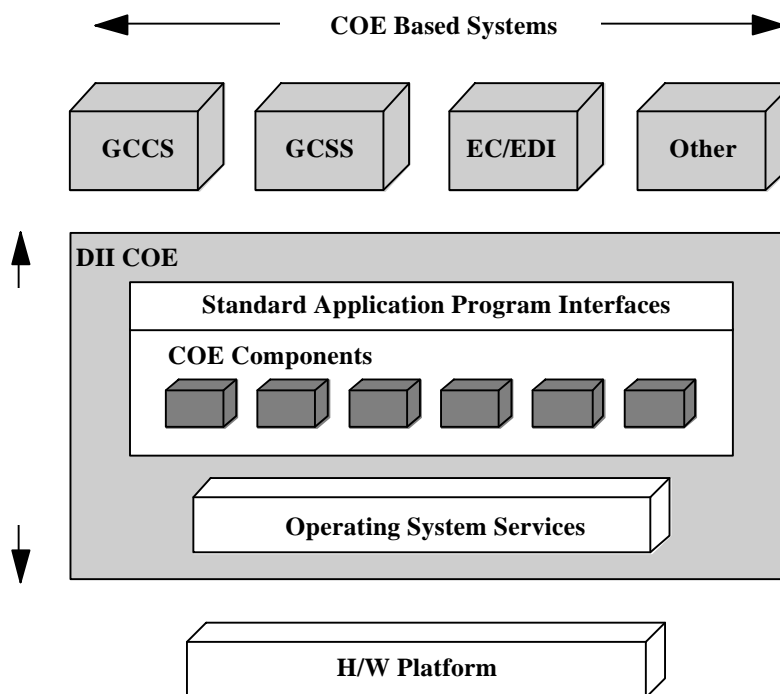 COE Based Systems
GCCS
GCSS
EC/EDI
Other
DII COE
Standard Application Program Interfaces
COE Components
Operating System Services
H/W Platform